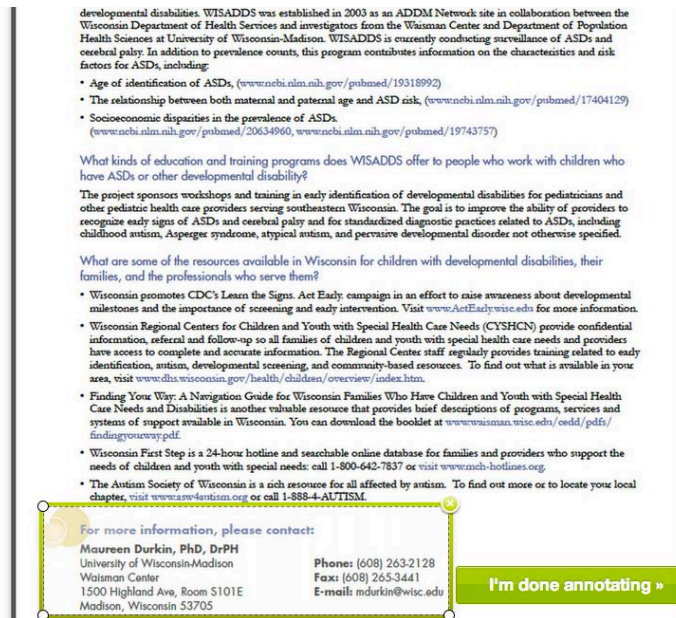 developmental disabilities. WISADDS was established in 2003 as an ADDM Network site in collaboration between the
Wisconsin Department of Health Services and investigators from the Waisman Center and Department of Population
Health Sciences at University of Wisconsin-Madison. WISADDS is currently conducting surveillance of ASDs and
cerebral palsy. In addition to prevalence counts, this program contributes information on the characteristics and risk
factors for ASDs, including:
• Age of identification of ASDs, (www.ncbi.nlm.nih.gov/pubmed/19318992)
• The relationship between both maternal and paternal age and ASD risk, (www.ncbi.nlm.nih.gov/pubmed/17404129)
• Socioeconomic disparities in the prevalence of ASDs.
(www.ncbi.nlm.nih.gov/pubmed/20634960, www.ncbi.nlm.nih.gov/pubmed/19743757)
What kinds of education and training programs does WISADDS offer to people who work with children who
have ASDs or other developmental disability?
The project sponsors workshops and training in early identification of developmental disabilities for pediatricians and
other pediatric health care providers serving southeastern Wisconsin. The goal is to improve the ability of providers to
recognize early signs of ASDs and cerebral palsy and for standardized diagnostic practices related to ASDs, including
childhood autism, Asperger syndrome, atypical autism, and pervasive developmental disorder not otherwise specified.
What are some of the resources available in Wisconsin for children with developmental disabilities, their
families, and the professionals who serve them?
• Wisconsin promotes CDC's Learn the Signs. Act Early. campaign in an effort to raise awareness about developmental
milestones and the importance of screening and early intervention. Visit www.ActEarly.wisc.edu for more information.
• Wisconsin Regional Centers for Children and Youth with Special Health Care Needs (CYSHCN) provide confidential
information, referral and follow-up so all families of children and youth with special health care needs and providers
have access to complete and accurate information. The Regional Center staff regularly provides training related to early
identification, autism, developmental screening, and community-based resources. To find out what is available in your
area, visit www.dhs.wisconsin.gov/health/children/overview/index.htm.
• Finding Your Way: A Navigation Guide for Wisconsin Families Who Have Children and Youth with Special Health
Care Needs and Disabilities is another valuable resource that provides brief descriptions of programs, services and
systems of support available in Wisconsin. You can download the booklet at www.waisman.wisc.edu/cedd/pdfs/
findingyourway.pdf.
• Wisconsin First Step is a 24-hour hotline and searchable online database for families and providers who support the
needs of children and youth with special needs: call 1-800-642-7837 or visit www.mch-hotlines.org.
• The Autism Society of Wisconsin is a rich resource for all affected by autism. To find out more or to locate your local
chapter, visit www.asw4autism.org or call 1-888-4-AUTISM.
For more information, please contact:
Maureen Durkin, PhD, DrPH
University of Wisconsin-Madison Phone: (608) 263-2128
Waisman Center Fax: (608) 265-3441
1500 Highland Ave, Room S101E E-mail: mdurkin@wisc.edu
Madison, Wisconsin 53705
I'm done annotating »